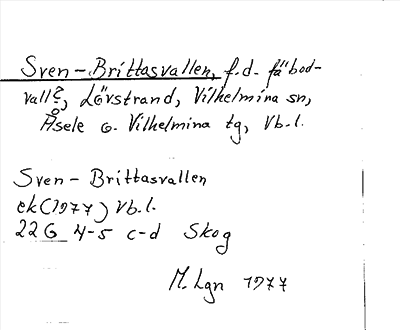 Sven-Brittasvallen, f.d. fäbod-
vall?, Lövstrand, Vilhelmina sn,
Åsele o. Vilhelmina tg, Vb.l.
Sven-Brittasvallen
ek(1977) Vb.l.
22G 4-5 c-d Skog
M.Lgn 1977